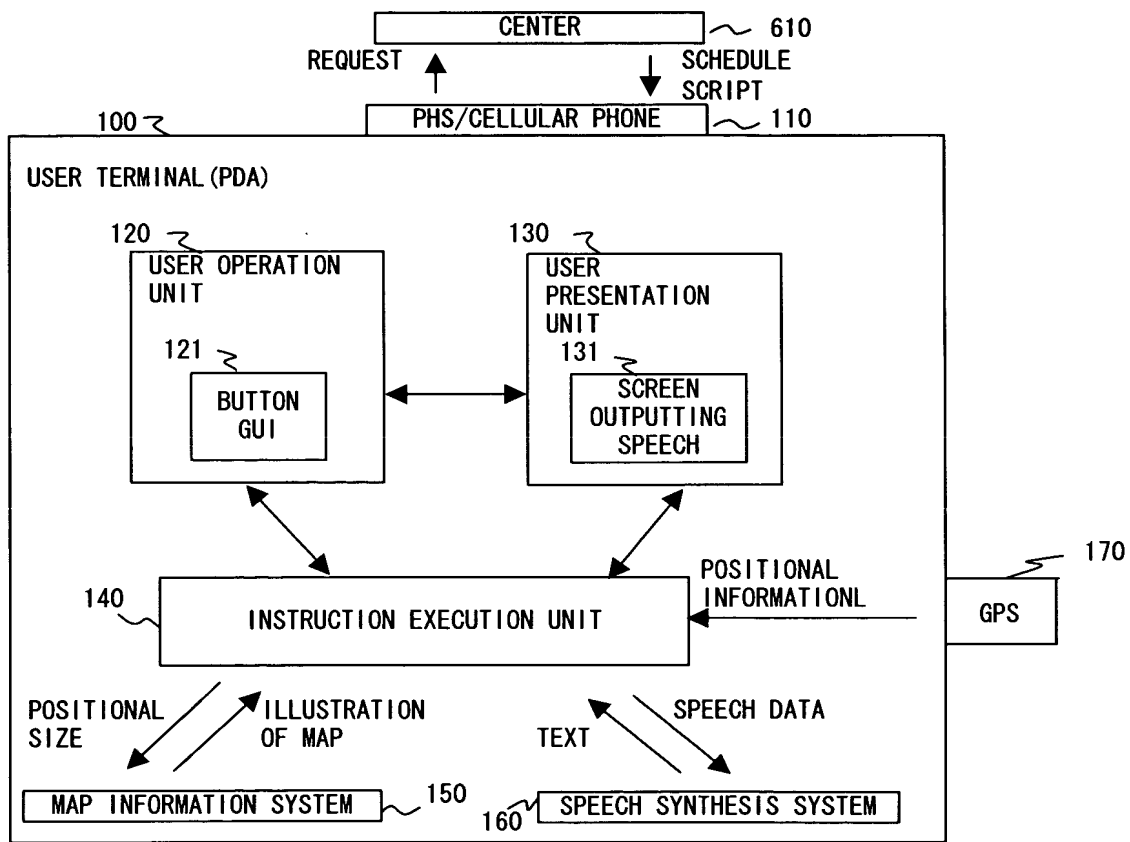 CENTER
610
REQUEST
SCHEDULE
SCRIPT
100
PHS/CELLULAR PHONE
110
USER TERMINAL(PDA)
120
USER OPERATION
UNIT
121
BUTTON
GUI
130
USER
PRESENTATION
UNIT
131
SCREEN
OUTPUTTING
SPEECH
140
INSTRUCTION EXECUTION UNIT
POSITIONAL
INFORMATIONL
170
GPS
POSITIONAL
SIZE
ILLUSTRATION
OF MAP
TEXT
SPEECH DATA
MAP INFORMATION SYSTEM
150
160
SPEECH SYNTHESIS SYSTEM